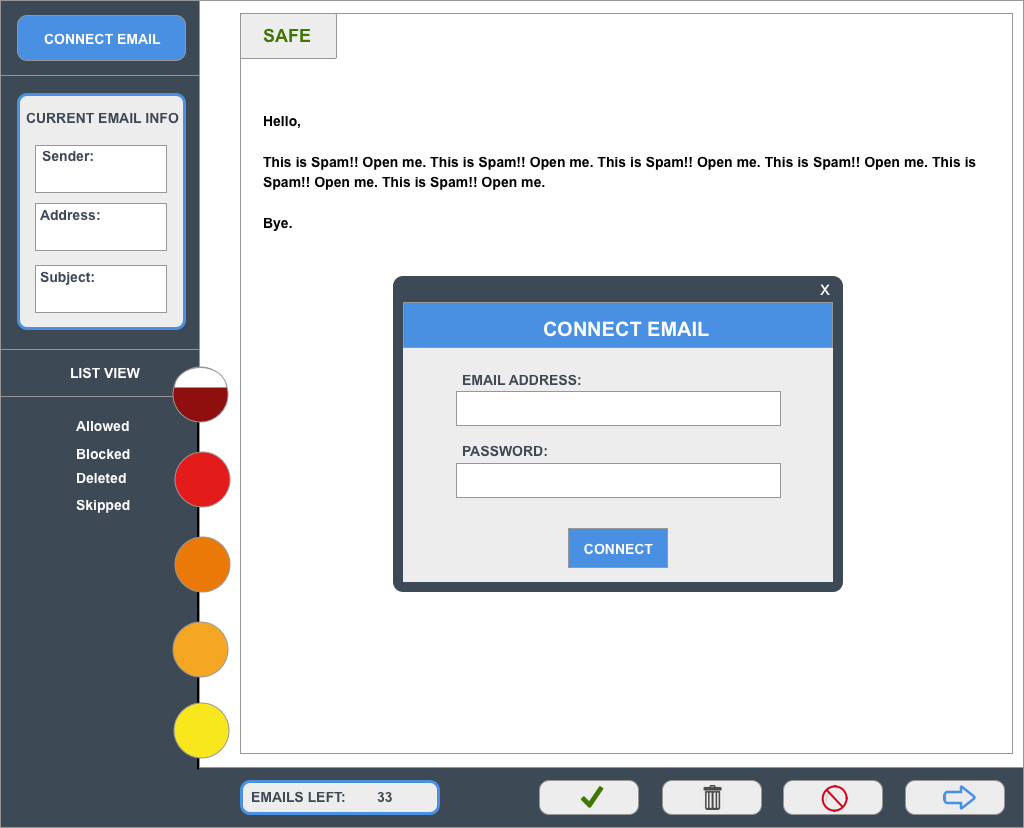 CONNECT EMAIL
CURRENT EMAIL INFO
Sender:
Address:
Subject:
LIST VIEW
Allowed
Blocked
Deleted
Skipped
SAFE
Hello,
This is Spam!! Open me. This is Spam!! Open me. This is Spam!! Open me. This is Spam!! Open me. This is
Spam!! Open me. This is Spam!! Open me.
Bye.
X
CONNECT EMAIL
EMAIL ADDRESS:
PASSWORD:
CONNECT
EMAILS LEFT: 33